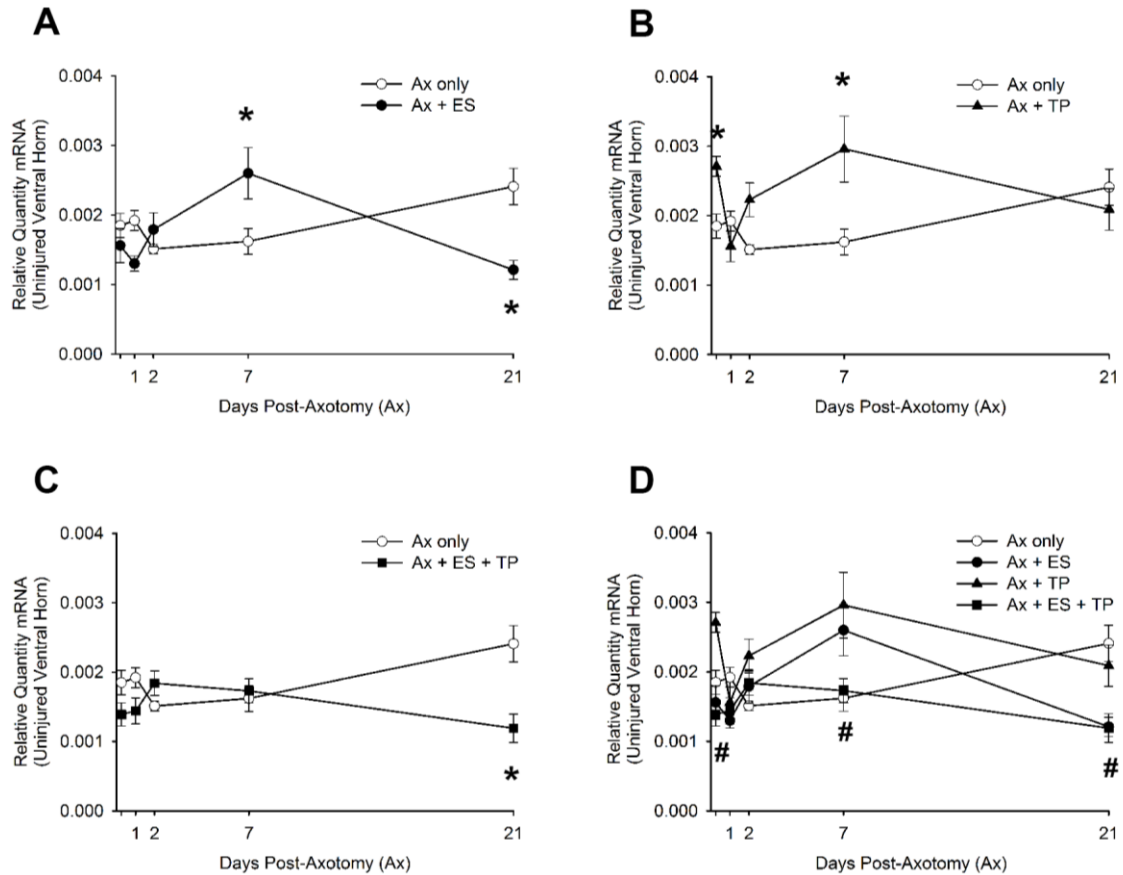 A
Relative Quantity mRNA
(Uninjured Ventral Horn)
0.004
0.003
0.002
0.001
0.000
Ax only
Ax + ES
*
*
1 2 7 21
Days Post-Axotomy (Ax)
B
Relative Quantity mRNA
(Uninjured Ventral Horn)
0.004
0.003
0.002
0.001
0.000
Ax only
Ax + TP
*
*
1 2 7 21
Days Post-Axotomy (Ax)
C
Relative Quantity mRNA
(Uninjured Ventral Horn)
0.004
0.003
0.002
0.001
0.000
Ax only
Ax + ES + TP
*
1 2 7 21
Days Post-Axotomy (Ax)
D
Relative Quantity mRNA
(Uninjured Ventral Horn)
0.004
0.003
0.002
0.001
0.000
Ax only
Ax + ES
Ax + TP
Ax + ES + TP
#
#
#
1 2 7 21
Days Post-Axotomy (Ax)